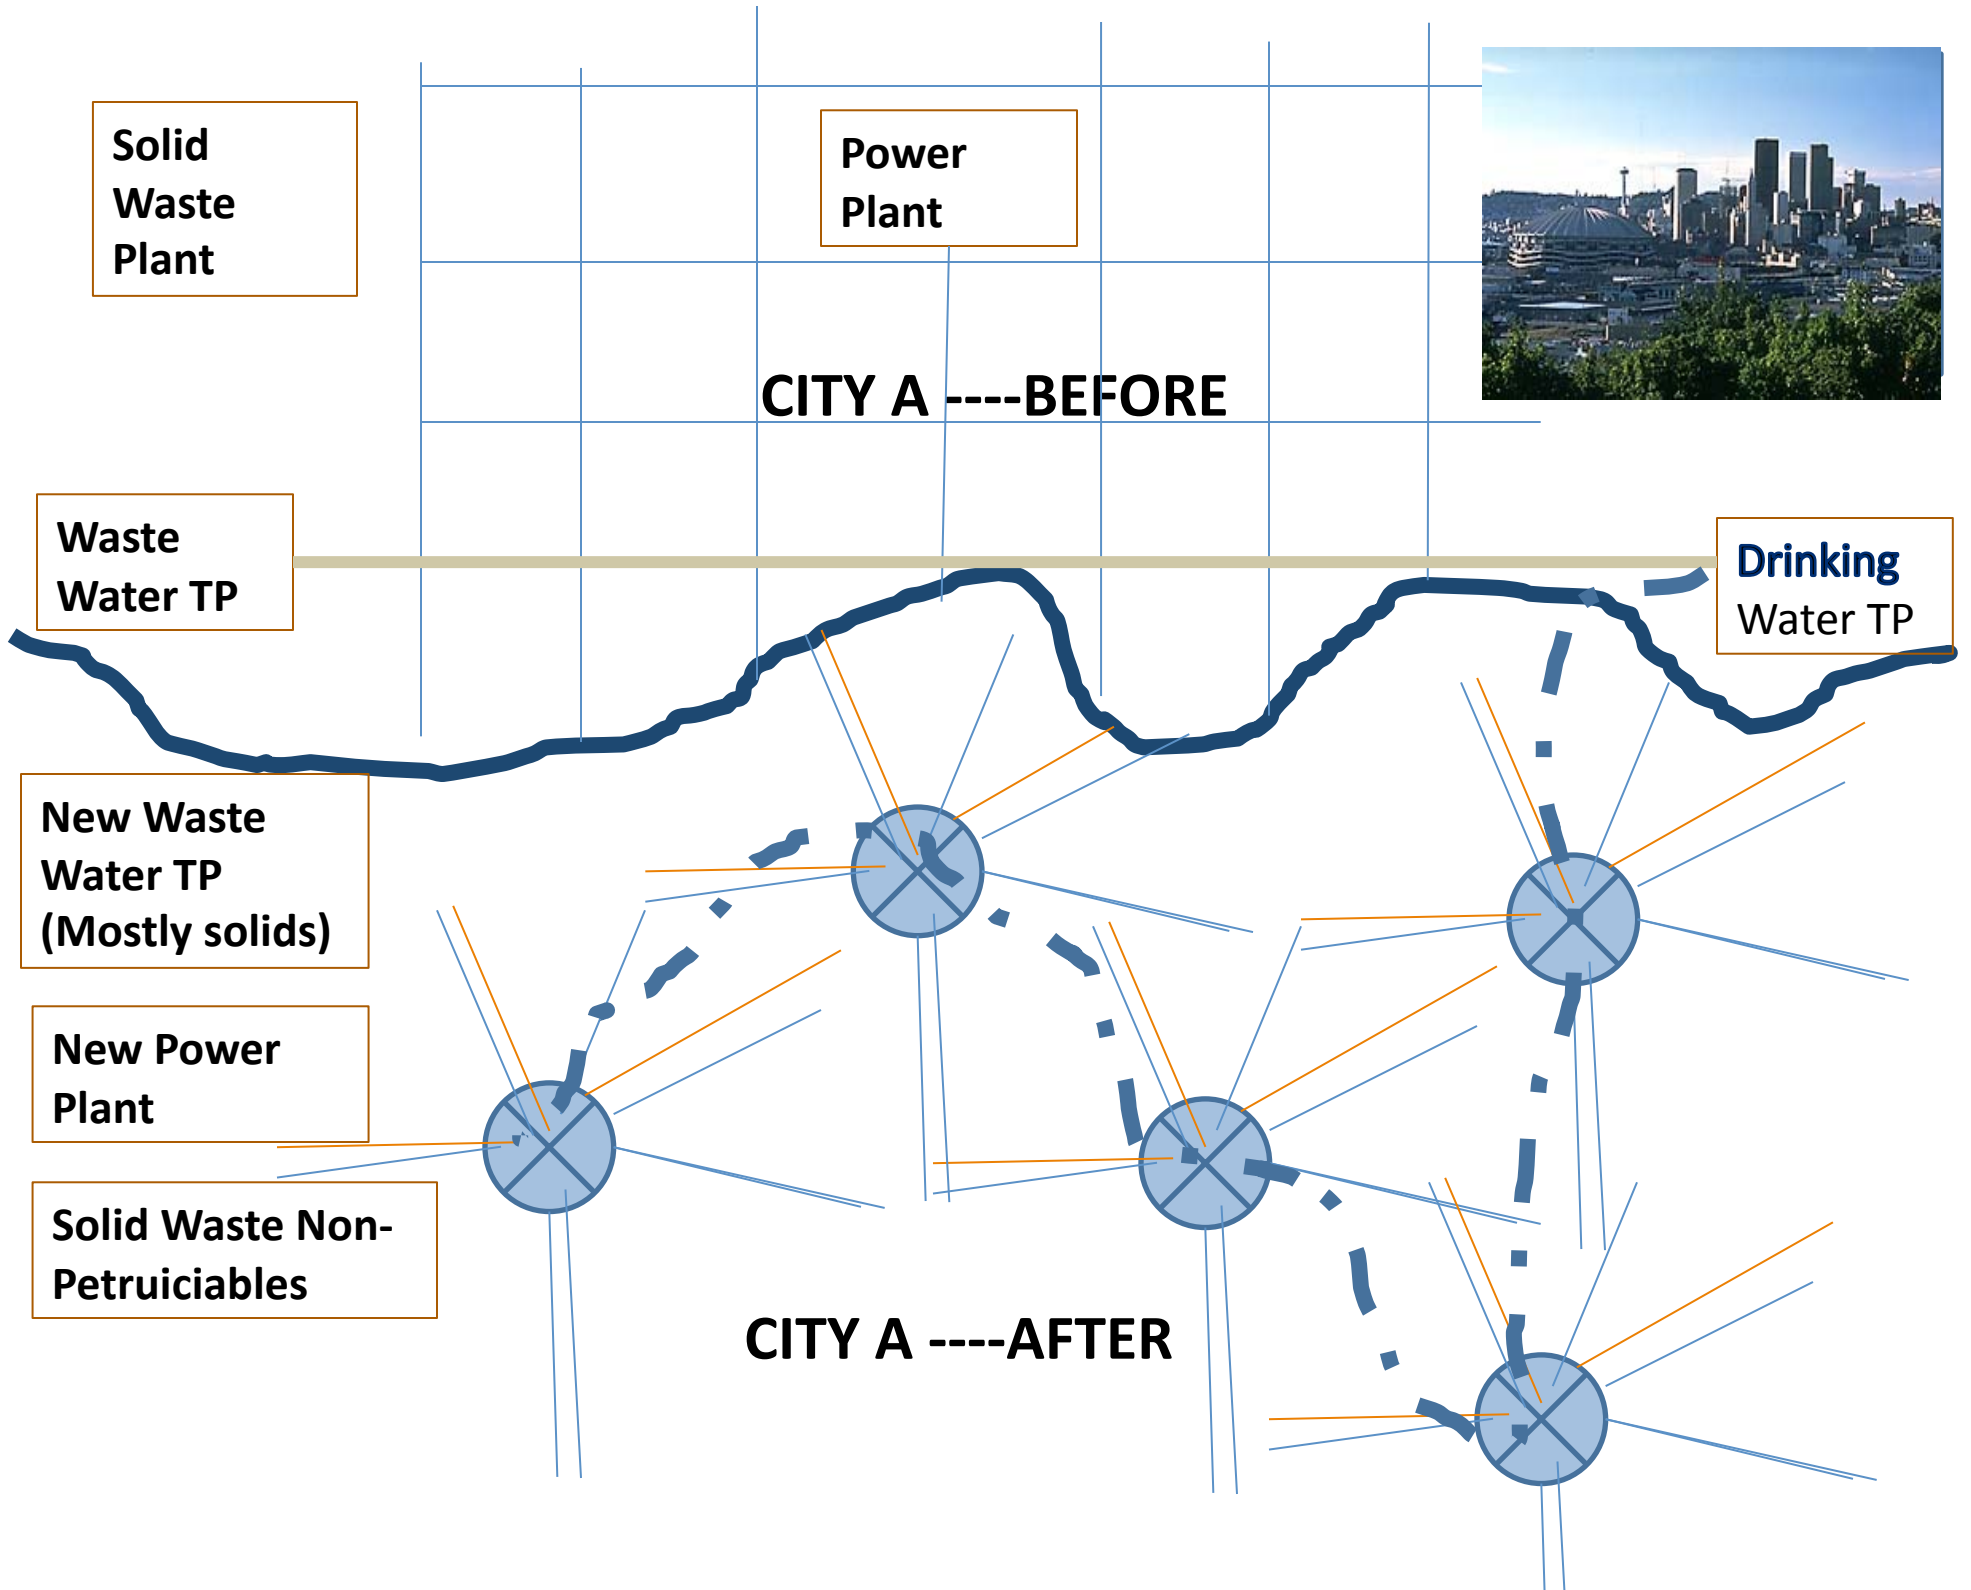 Solid
Waste
Plant
Power
Plant
CITY A ----BEFORE
Waste
Water TP
Drinking
Water TP
New Waste
Water TP
(Mostly solids)
New Power
Plant
Solid Waste Non-
Petruiciables
CITY A ----AFTER